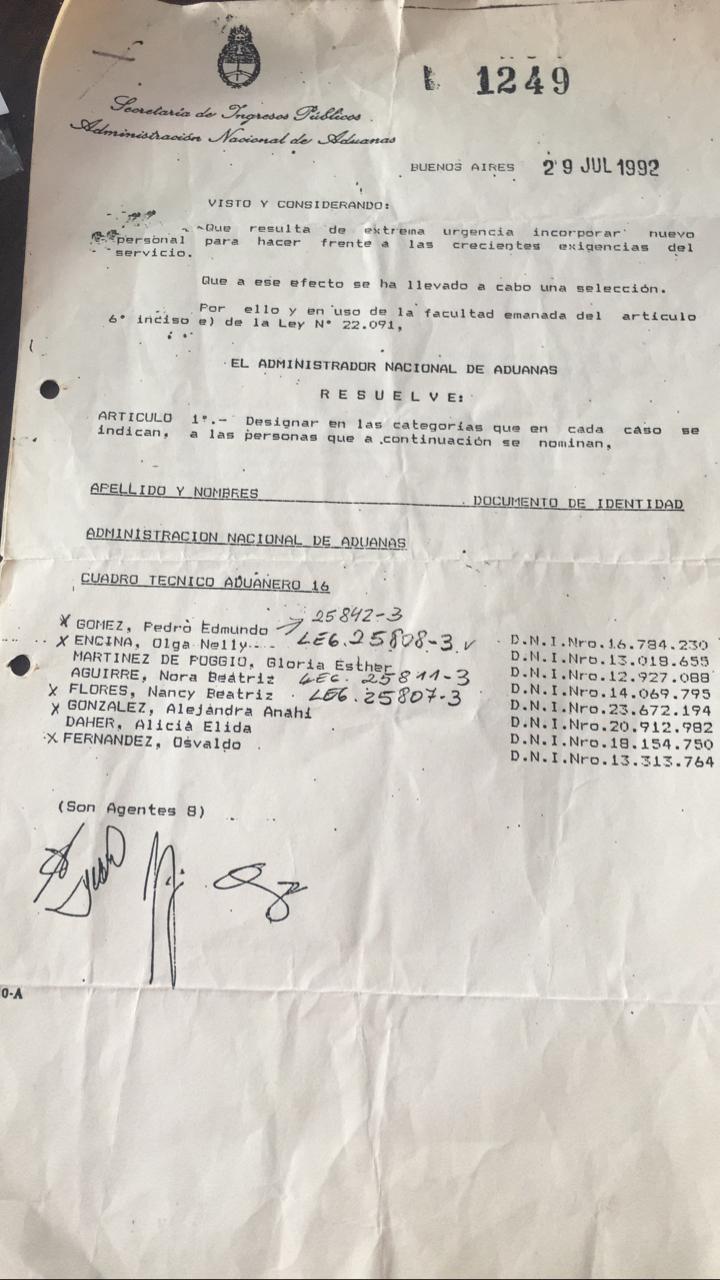 1249
Secretaría de Ingresos Públicos
Administración Nacional de Aduanas
BUENOS AIRES 29 JUL 1992
VISTO Y CONSIDERANDO:
Que resulta de extrema urgencia incorporar nuevo
personal para hacer frente a las crecientes exigencias del
servicio.
Que a ese efecto se ha llevado a cabo una selección.
Por ello y en uso de la facultad emanada del artículo
6° inciso e) de la Ley N° 22.091,
EL ADMINISTRADOR NACIONAL DE ADUANAS
R E S U E L V E:
ARTICULO 1°.- Designar en las categorías que en cada caso se
indican, a las personas que a continuación se nominan,
APELLIDO Y NOMBRES DOCUMENTO DE IDENTIDAD
ADMINISTRACION NACIONAL DE ADUANAS
CUADRO TECNICO ADUANERO 16
25842-3
X GOMEZ, Pedro Edmundo D.N.I.Nro.16.784.230
X ENCINA, Olga Nelly LEG.25808-3 D.N.I.Nro.13.018.655
MARTINEZ DE POGGIO, Gloria Esther D.N.I.Nro.12.927.088
AGUIRRE, Nora Beatriz LEG.25811-3 D.N.I.Nro.14.069.795
X FLORES, Nancy Beatriz LEG.25807-3 D.N.I.Nro.23.672.194
X GONZALEZ, Alejandra Anahi D.N.I.Nro.20.912.982
DAHER, Alicia Elida D.N.I.Nro.18.154.750
X FERNANDEZ, Osvaldo D.N.I.Nro.13.313.764
(Son Agentes 8)
0-A